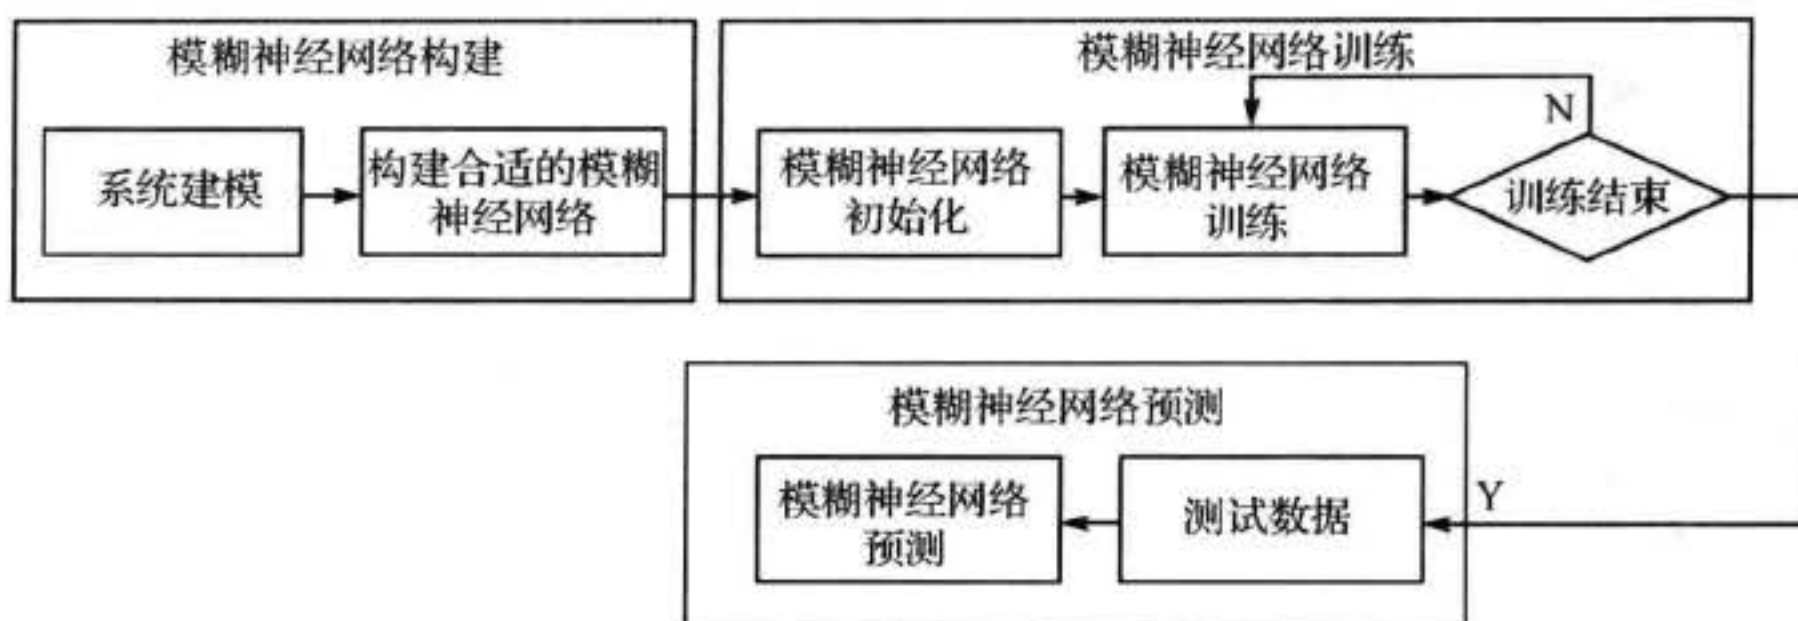 模糊神经网络构建
系统建模
构建合适的模糊
神经网络
模糊神经网络训练
模糊神经网络
初始化
模糊神经网络
训练
训练结束
N
模糊神经网络预测
模糊神经网络
预测
测试数据
Y